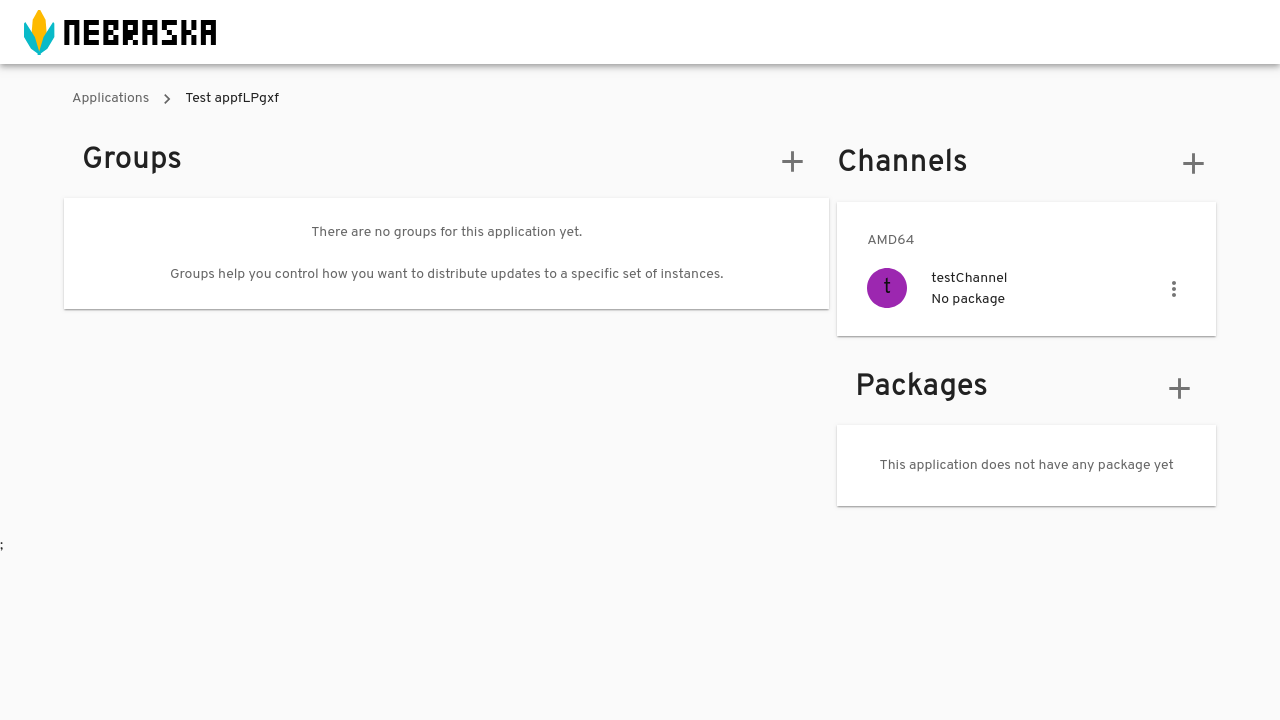 NEBRASKA
Applications > Test appfLPgxf
Groups
There are no groups for this application yet.
Groups help you control how you want to distribute updates to a specific set of instances.
Channels
AMD64
t
testChannel
No package
Packages
This application does not have any package yet
;